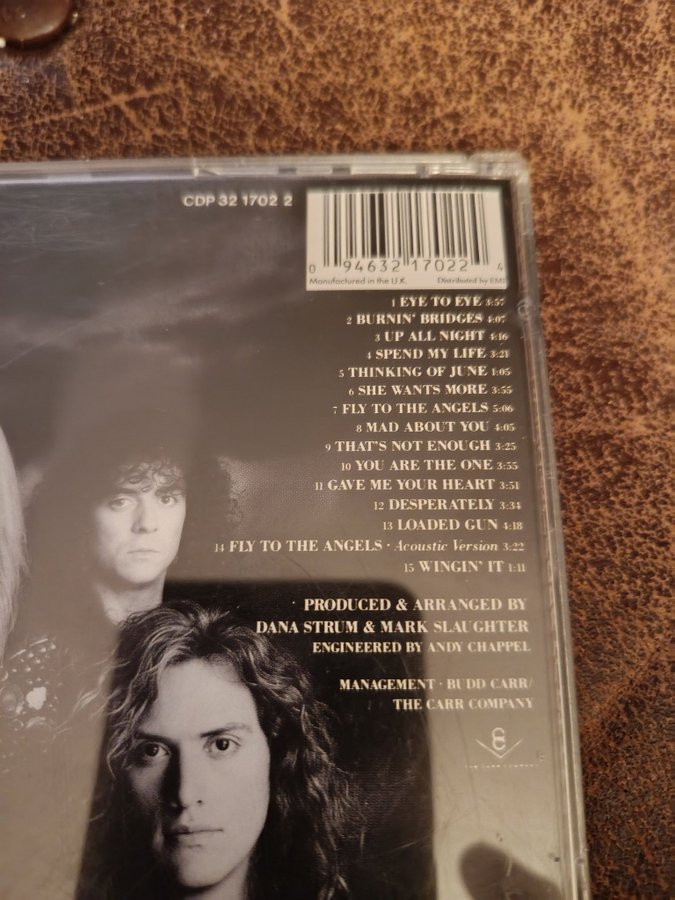 CDP 32 1702 2
0 94632 17022 4
Manufactured in the U.K. Distributed by EMI
1 EYE TO EYE 3:57
2 BURNIN' BRIDGES 4:07
3 UP ALL NIGHT 4:16
4 SPEND MY LIFE 3:21
5 THINKING OF JUNE 1:05
6 SHE WANTS MORE 3:55
7 FLY TO THE ANGELS 5:06
8 MAD ABOUT YOU 4:05
9 THAT'S NOT ENOUGH 3:25
10 YOU ARE THE ONE 3:55
11 GAVE ME YOUR HEART 3:51
12 DESPERATELY 3:34
13 LOADED GUN 4:18
14 FLY TO THE ANGELS · Acoustic Version 3:22
15 WINGIN' IT 1:11
PRODUCED & ARRANGED BY
DANA STRUM & MARK SLAUGHTER
ENGINEERED BY ANDY CHAPPEL
MANAGEMENT · BUDD CARR/
THE CARR COMPANY
THE CARR COMPANY